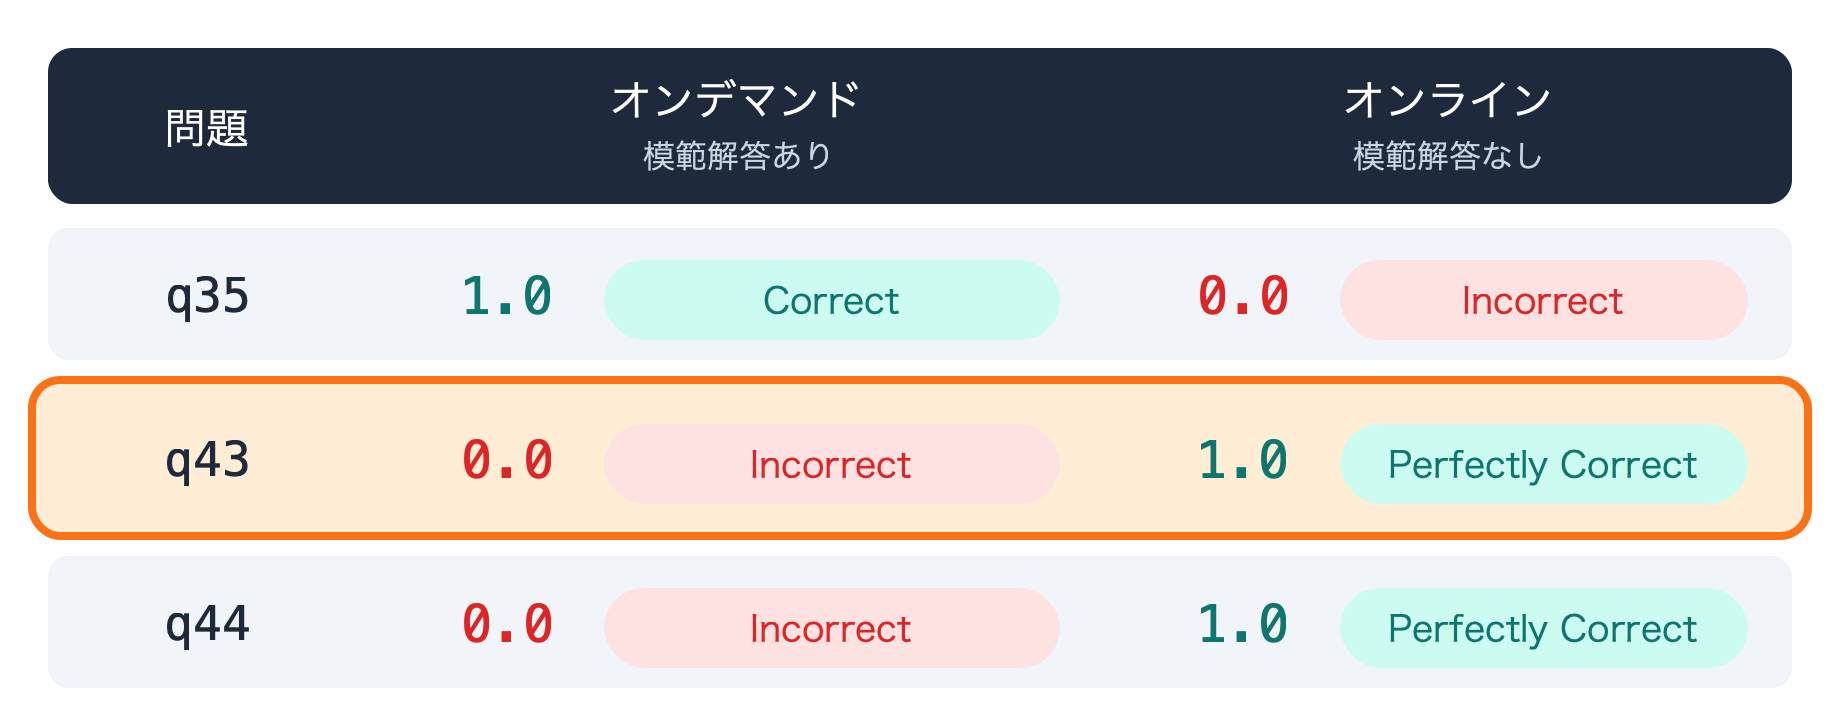 問題
オンデマンド
模範解答あり
オンライン
模範解答なし
q35 1.0 Correct 0.0 Incorrect
q43 0.0 Incorrect 1.0 Perfectly Correct
q44 0.0 Incorrect 1.0 Perfectly Correct